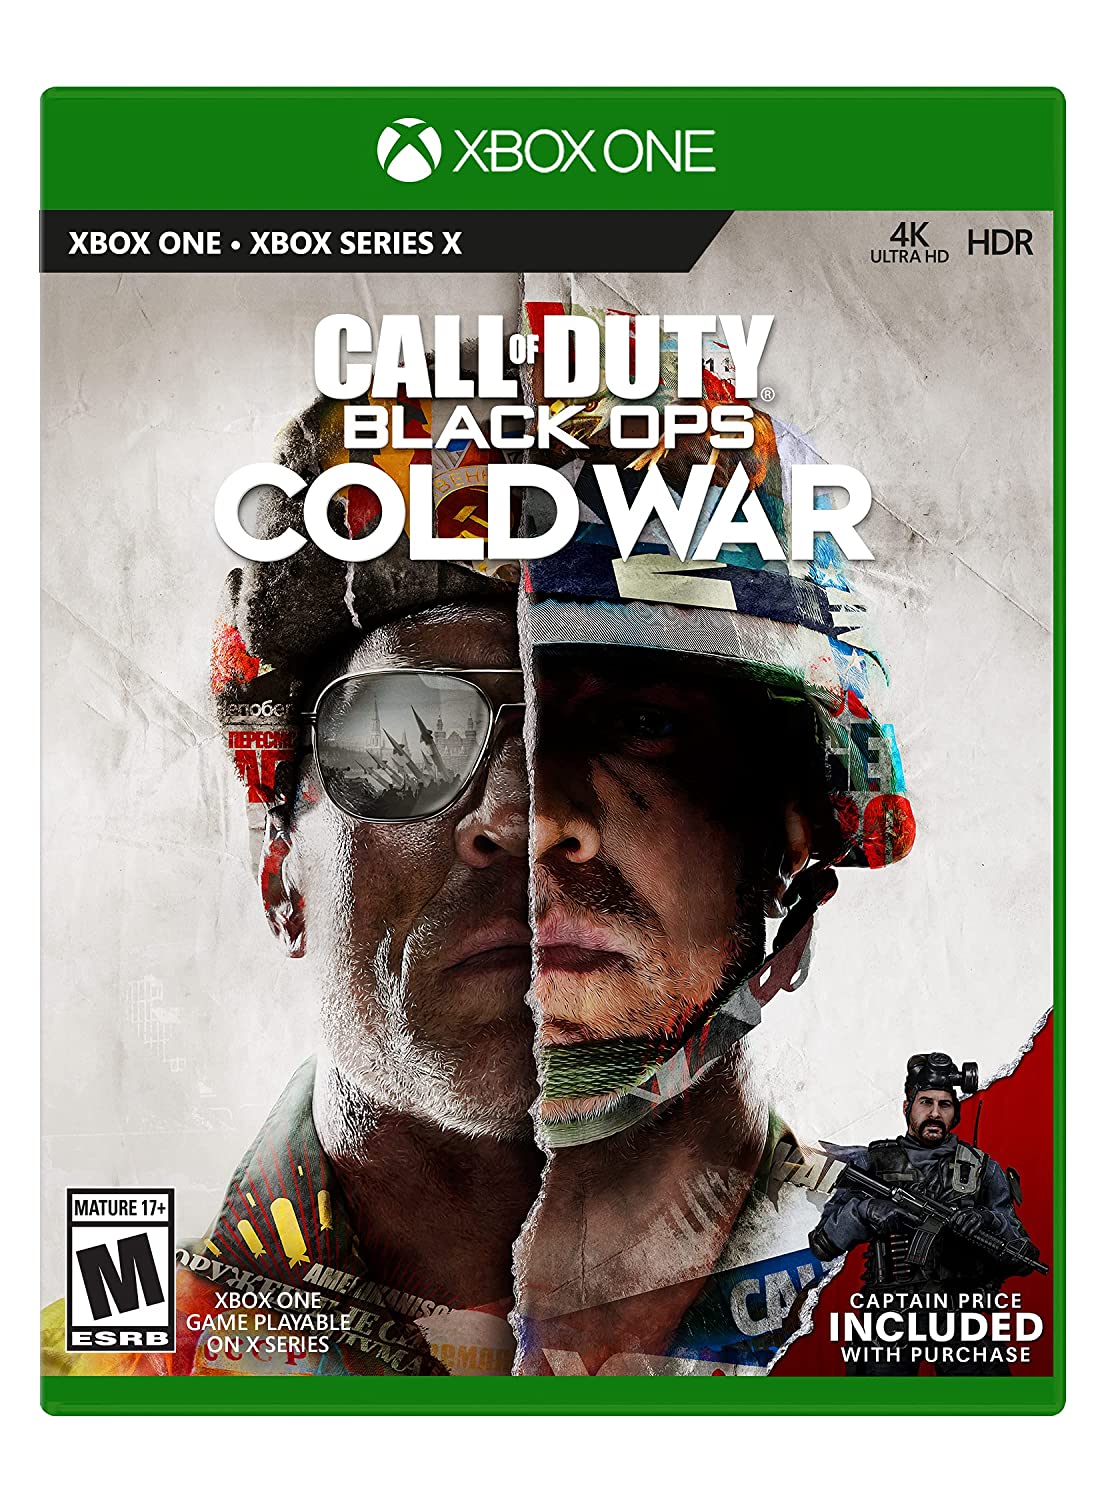 XBOX ONE
XBOX ONE • XBOX SERIES X
4K
ULTRA HD
HDR
CALL OF DUTY®
BLACK OPS
COLD WAR
MATURE 17+
M
ESRB
XBOX ONE
GAME PLAYABLE
ON X SERIES
CAPTAIN PRICE
INCLUDED
WITH PURCHASE